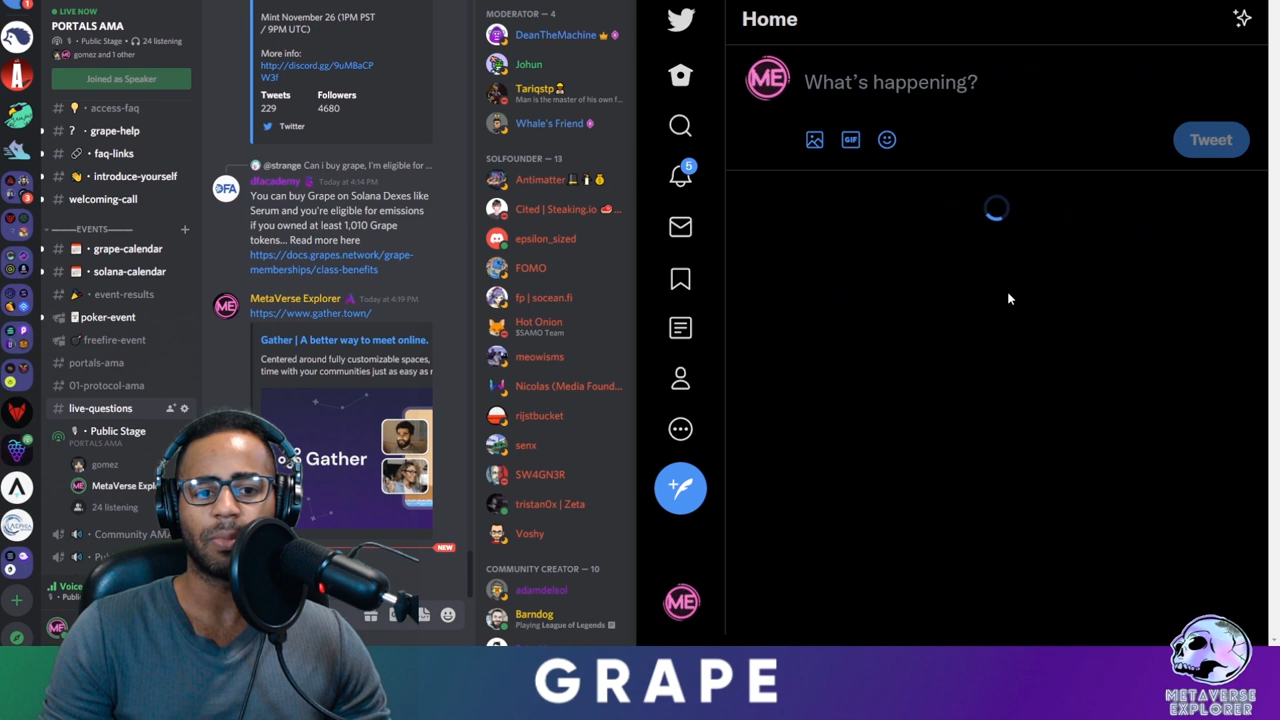 LIVE NOW
PORTALS AMA
Public Stage · 24 listening
gomez and 1 other
Joined as Speaker
access-faq
grape-help
faq-links
introduce-yourself
welcoming-call
EVENTS
grape-calendar
solana-calendar
event-results
poker-event
freefire-event
portals-ama
01-protocol-ama
live-questions
Public Stage
PORTALS AMA
gomez
MetaVerse Expl
24 listening
Community AMA
Voice
Mint November 26 (1PM PST
/ 9PM UTC)
More info:
http://discord.gg/9uMBaCP
W3f
Tweets Followers
229 4680
Twitter
@strange Can i buy grape, I'm eligible for ...
dfacademy Today at 4:14 PM
You can buy Grape on Solana Dexes like
Serum and you're eligible for emissions
if you owned at least 1,010 Grape
tokens... Read more here
https://docs.grapes.network/grape-
memberships/class-benefits
MetaVerse Explorer Today at 4:19 PM
https://www.gather.town/
Gather | A better way to meet online.
Centered around fully customizable spaces,
time with your communities just as easy as r
Gather
NEW
MODERATOR — 4
DeanTheMachine
Johun
Tariqstp
Man is the master of his own f...
Whale's Friend
SOLFOUNDER — 13
Antimatter
Cited | Steaking.io ...
epsilon_sized
FOMO
fp | socean.fi
Hot Onion
$SAMO Team
meowisms
Nicolas (Media Found...
rijstbucket
senx
SW4GN3R
tristan0x | Zeta
Voshy
COMMUNITY CREATOR — 10
adamdelsol
Barndog
Playing League of Legends
Home
ME
What's happening?
GIF
Tweet
5
ME
GRAPE
METAVERSE
EXPLORER